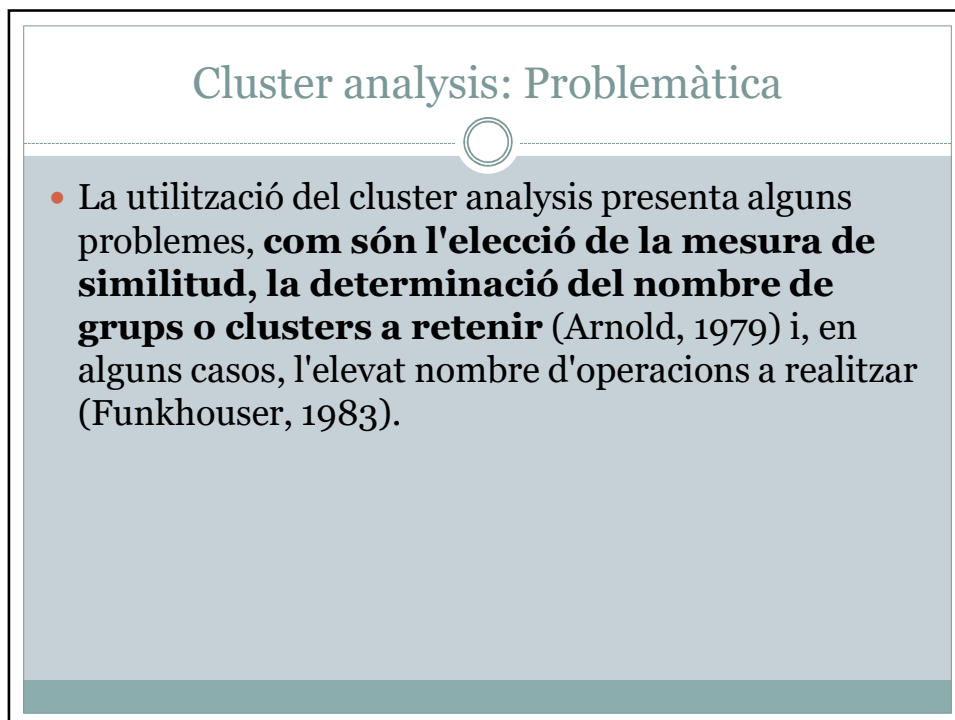 Cluster analysis: Problemàtica
• La utilització del cluster analysis presenta alguns
problemes, com són l'elecció de la mesura de
similitud, la determinació del nombre de
grups o clusters a retenir (Arnold, 1979) i, en
alguns casos, l'elevat nombre d'operacions a realitzar
(Funkhouser, 1983).